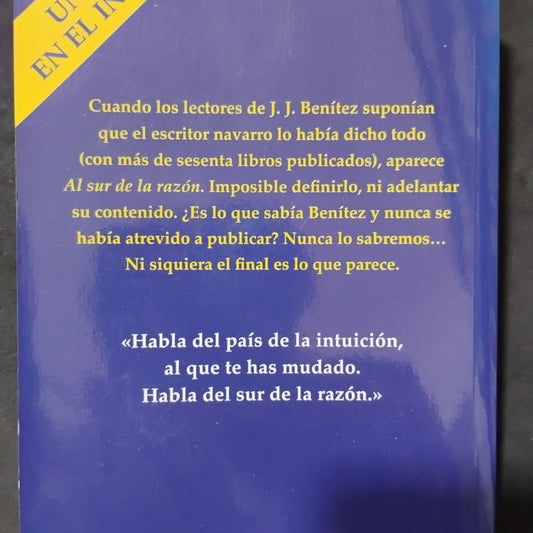 EN EL IN
Cuando los lectores de J. J. Benítez suponían
que el escritor navarro lo había dicho todo
(con más de sesenta libros publicados), aparece
Al sur de la razón. Imposible definirlo, ni adelantar
su contenido. ¿Es lo que sabía Benítez y nunca se
había atrevido a publicar? Nunca lo sabremos…
Ni siquiera el final es lo que parece.
«Habla del país de la intuición,
al que te has mudado.
Habla del sur de la razón.»